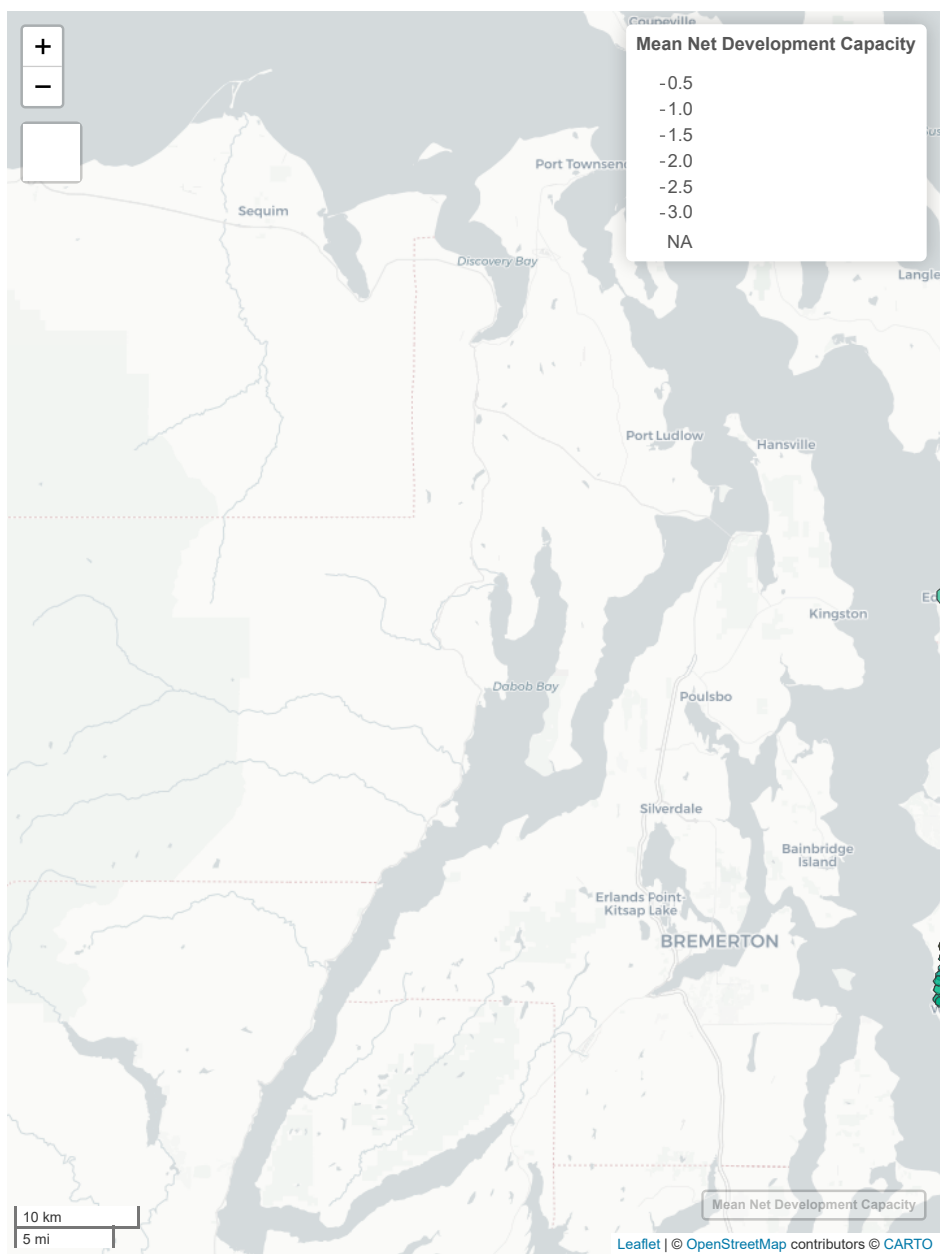 +
−
Coupeville
Mean Net Development Capacity
-0.5
-1.0
-1.5
-2.0
-2.5
-3.0
NA
Port Townsen
Sequim
Discovery Bay
Langle
Port Ludlow
Hansville
Kingston
Dabob Bay
Poulsbo
Silverdale
Bainbridge
Island
Erlands Point-
Kitsap Lake
BREMERTON
Mean Net Development Capacity
10 km
5 mi
Leaflet | © OpenStreetMap contributors © CARTO